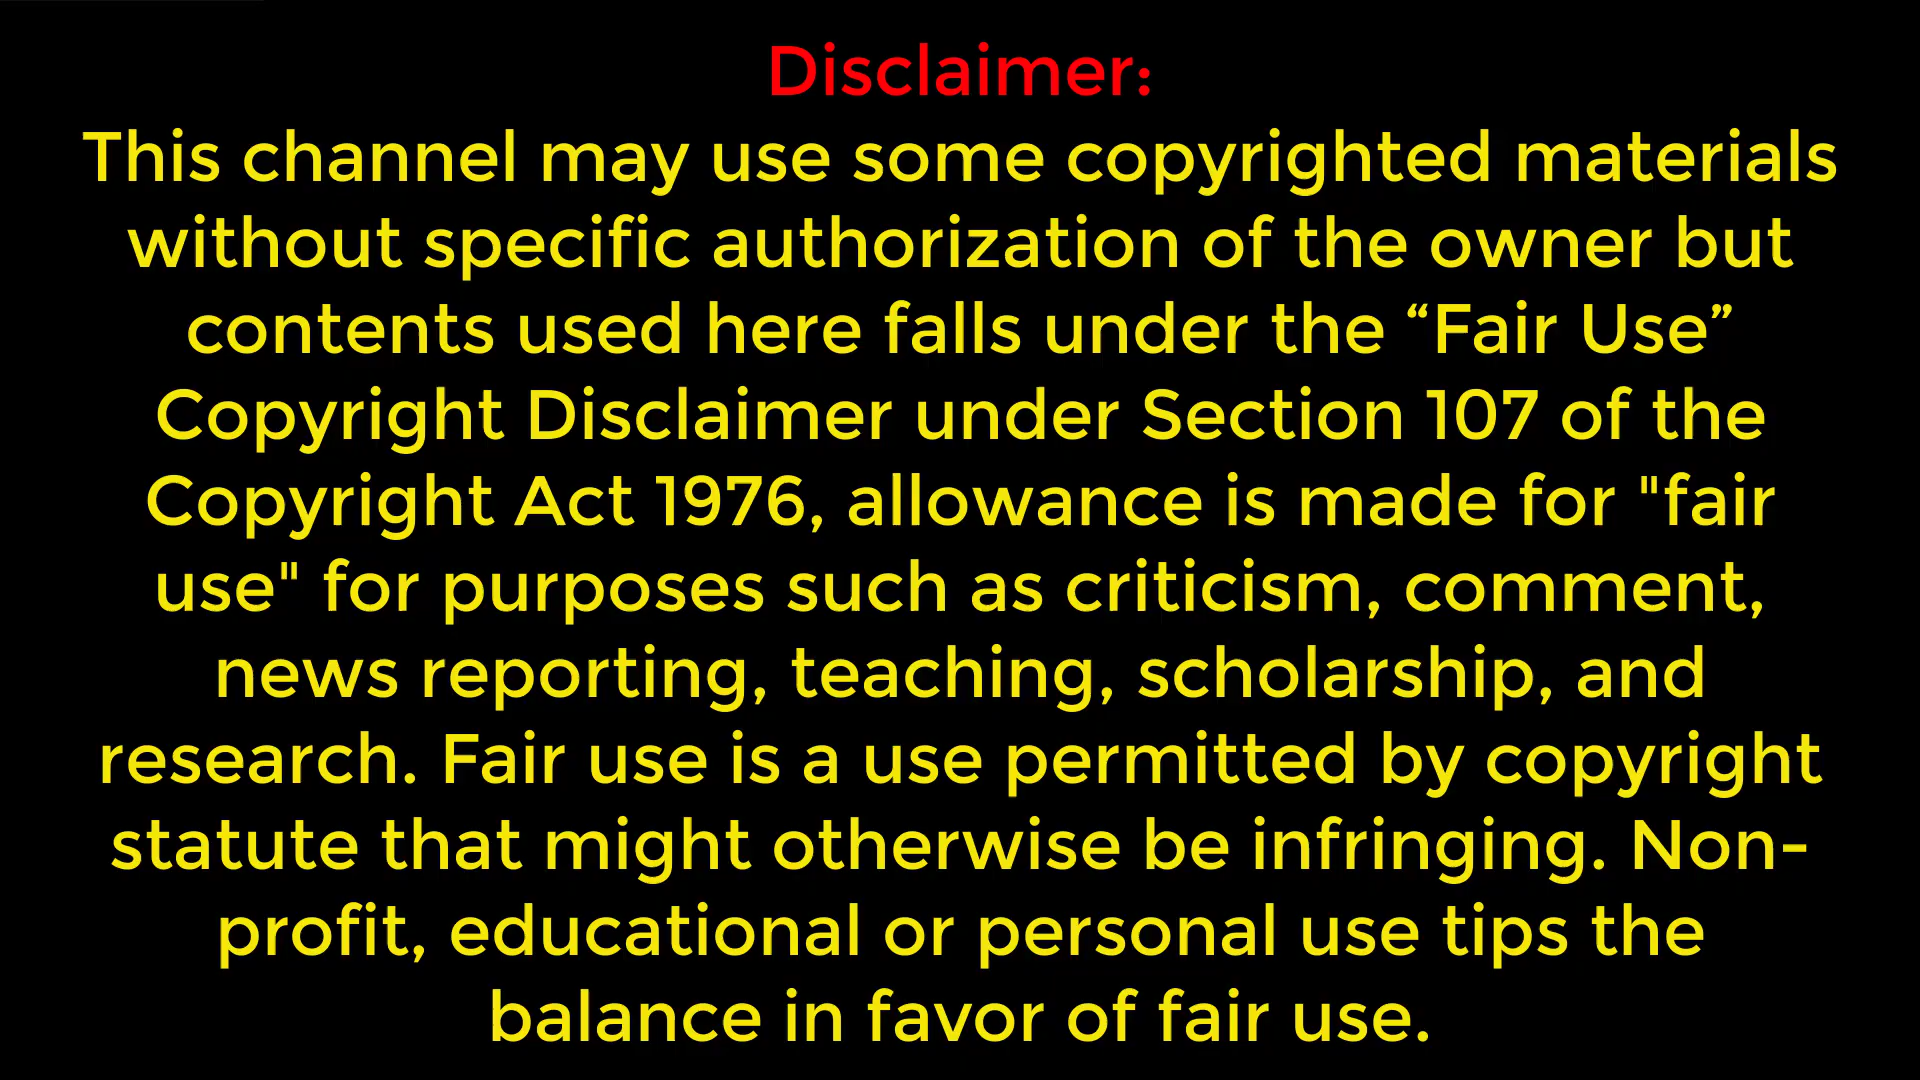 Disclaimer:
This channel may use some copyrighted materials
without specific authorization of the owner but
contents used here falls under the “Fair Use”
Copyright Disclaimer under Section 107 of the
Copyright Act 1976, allowance is made for "fair
use" for purposes such as criticism, comment,
news reporting, teaching, scholarship, and
research. Fair use is a use permitted by copyright
statute that might otherwise be infringing. Non-
profit, educational or personal use tips the
balance in favor of fair use.